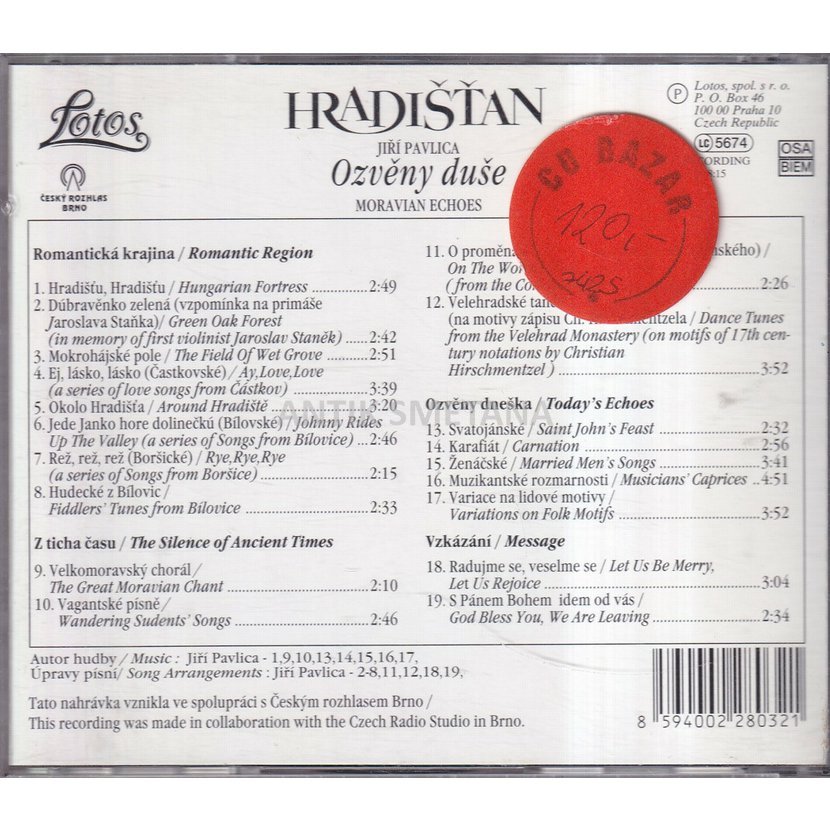 Lotos
ČESKÝ ROZHLAS
BRNO
HRADIŠŤAN
JIŘÍ PAVLICA
Ozvěny duše
MORAVIAN ECHOES
P Lotos, spol. s r. o.
P. O. Box 46
100 00 Praha 10
Czech Republic
LC 5674
OSA
BIEM
CD BAZAR
120,-
Romantická krajina / Romantic Region
1. Hradišťu, Hradišťu / Hungarian Fortress 2:49
2. Dúbravěnko zelená (vzpomínka na primáše
Jaroslava Staňka)/ Green Oak Forest
(in memory of first violinist Jaroslav Staněk) 2:42
3. Mokrohájské pole / The Field Of Wet Grove 2:51
4. Ej, lásko, lásko (Častkovské) / Ay,Love,Love
(a series of love songs from Částkov) 3:39
5. Okolo Hradišťa / Around Hradiště 3:20
6. Jede Janko hore dolinečkú (Bílovské) / Johnny Rides
Up The Valley (a series of Songs from Bílovice) 2:46
7. Rež, rež, rež (Boršické) / Rye,Rye,Rye
(a series of Songs from Boršice) 2:15
8. Hudecké z Bílovic /
Fiddlers' Tunes from Bílovice 2:33
Z ticha času / The Silence of Ancient Times
9. Velkomoravský chorál /
The Great Moravian Chant 2:10
10. Vagantské písně /
Wandering Sudents' Songs 2:46
11. O proměna
On The Wor
(from the Co 2:26
12. Velehradské tan
(na motivy zápisu Ch. / Dance Tunes
from the Velehrad Monastery (on motifs of 17th cen-
tury notations by Christian
Hirschmentzel ) 3:52
Ozvěny dneška / Today's Echoes
13. Svatojánské / Saint John's Feast 2:32
14. Karafiát / Carnation 2:56
15. Ženáčské / Married Men's Songs 3:41
16. Muzikantské rozmarnosti / Musicians' Caprices 4:51
17. Variace na lidové motivy /
Variations on Folk Motifs 3:52
Vzkázání / Message
18. Radujme se, veselme se / Let Us Be Merry,
Let Us Rejoice 3:04
19. S Pánem Bohem idem od vás /
God Bless You, We Are Leaving 2:34
ANTIK SMETANA
Autor hudby / Music : Jiří Pavlica - 1,9,10,13,14,15,16,17,
Úpravy písní/ Song Arrangements : Jiří Pavlica - 2-8,11,12,18,19,
Tato nahrávka vznikla ve spolupráci s Českým rozhlasem Brno /
This recording was made in collaboration with the Czech Radio Studio in Brno.
8 594002 280321